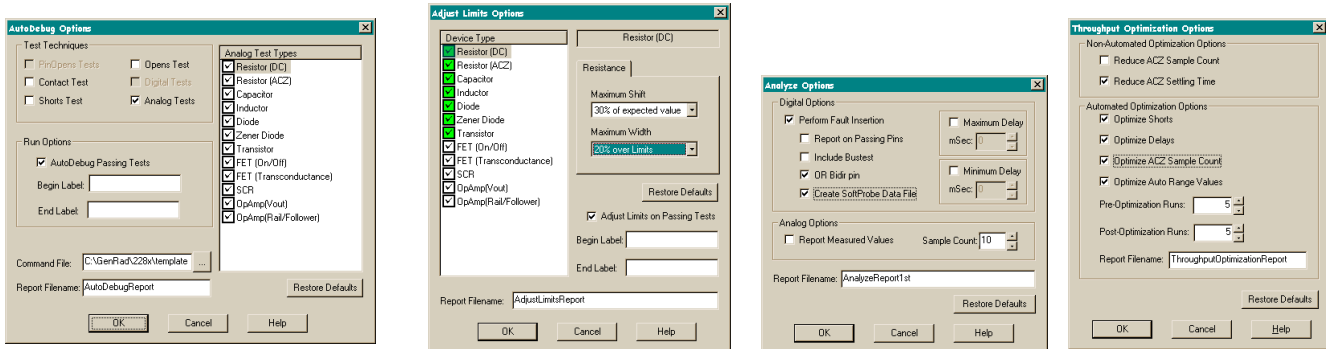 AutoDebug Options
Test Techniques
PinOpens Tests
Opens Test
Contact Test
Digital Tests
Shorts Test
Analog Tests
Run Options
AutoDebug Passing Tests
Begin Label:
End Label:
Analog Test Types
Resistor (DC)
Resistor (ACZ)
Capacitor
Inductor
Diode
Zener Diode
Transistor
FET (On/Off)
FET (Transconductance)
SCR
OpAmp(Vout)
OpAmp(Rail/Follower)
Command File: C:\GenRad\228x\template ...
Report Filename: AutoDebugReport
Restore Defaults
OK Cancel Help
Adjust Limits Options
Device Type
Resistor (DC)
Resistor (ACZ)
Capacitor
Inductor
Diode
Zener Diode
Transistor
FET (On/Off)
FET (Transconductance)
SCR
OpAmp(Vout)
OpAmp(Rail/Follower)
Resistor (DC)
Resistance
Maximum Shift
30% of expected value
Maximum Width
20% over Limits
Restore Defaults
Adjust Limits on Passing Tests
Begin Label:
End Label:
Report Filename: AdjustLimitsReport
OK Cancel Help
Analyze Options
Digital Options
Perform Fault Insertion
Report on Passing Pins
Include Bustest
OR Bidir pin
Create SoftProbe Data File
Maximum Delay
mSec: 0
Minimum Delay
mSec: 0
Analog Options
Report Measured Values
Sample Count: 10
Report Filename: AnalyzeReport1st
Restore Defaults
OK Cancel Help
Throughput Optimization Options
Non-Automated Optimization Options
Reduce ACZ Sample Count
Reduce ACZ Settling Time
Automated Optimization Options
Optimize Shorts
Optimize Delays
Optimize ACZ Sample Count
Optimize Auto Range Values
Pre-Optimization Runs: 5
Post-Optimization Runs: 5
Report Filename: ThroughputOptimizationReport
Restore Defaults
OK Cancel Help